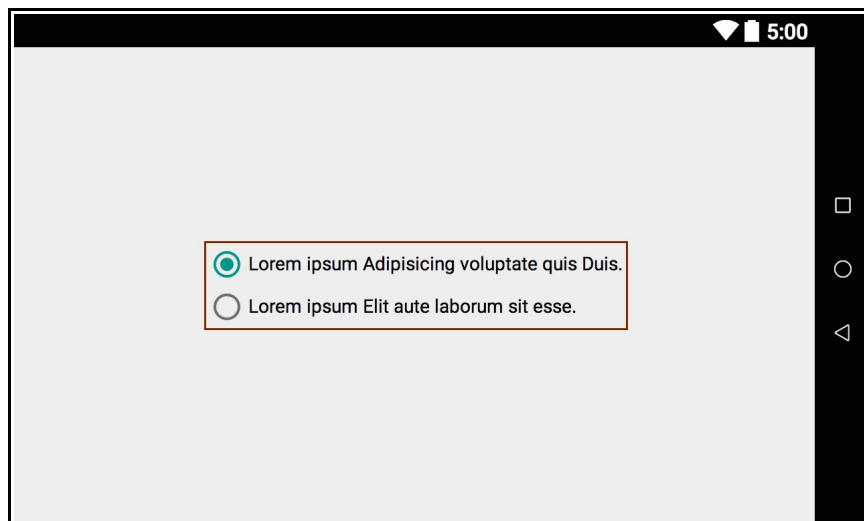 5:00
Lorem ipsum Adipisicing voluptate quis Duis.
Lorem ipsum Elit aute laborum sit esse.